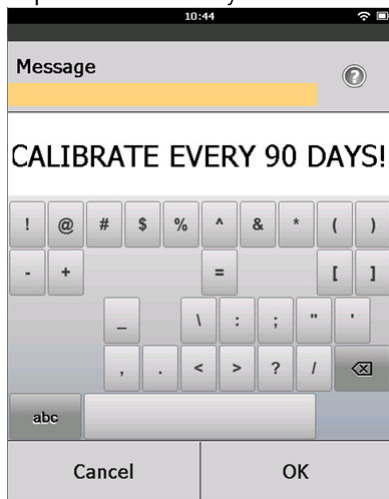 10:44
Message
?
CALIBRATE EVERY 90 DAYS!
! @ # $ % ^ & * ( )
- + = [ ]
_ \ : ; " '
, . < > ? /
abc
Cancel OK